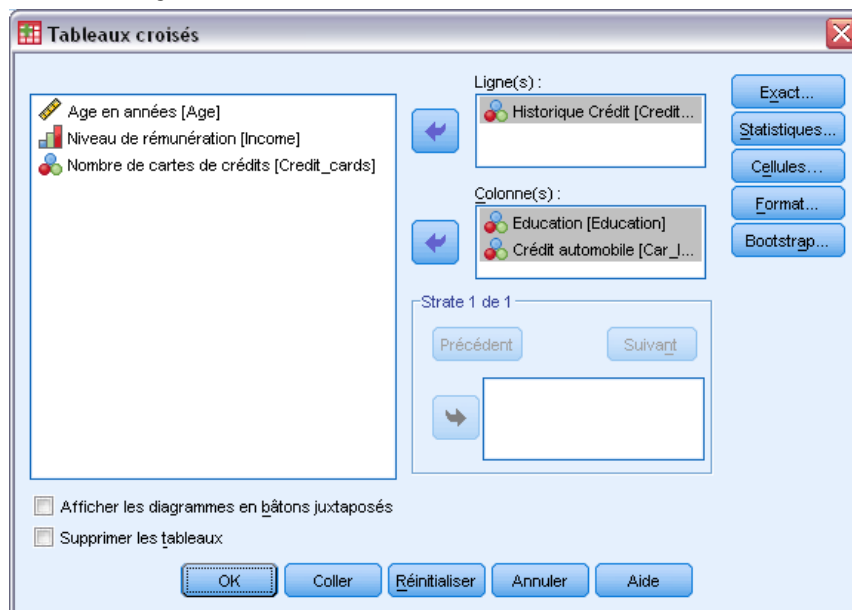 Tableaux croisés
Age en années [Age]
Niveau de rémunération [Income]
Nombre de cartes de crédits [Credit_cards]
Ligne(s) :
Historique Crédit [Credit...
Colonne(s) :
Education [Education]
Crédit automobile [Car_l...
Strate 1 de 1
Précédent
Suivant
Exact...
Statistiques...
Cellules...
Format...
Bootstrap...
Afficher les diagrammes en bâtons juxtaposés
Supprimer les tableaux
OK
Coller
Réinitialiser
Annuler
Aide